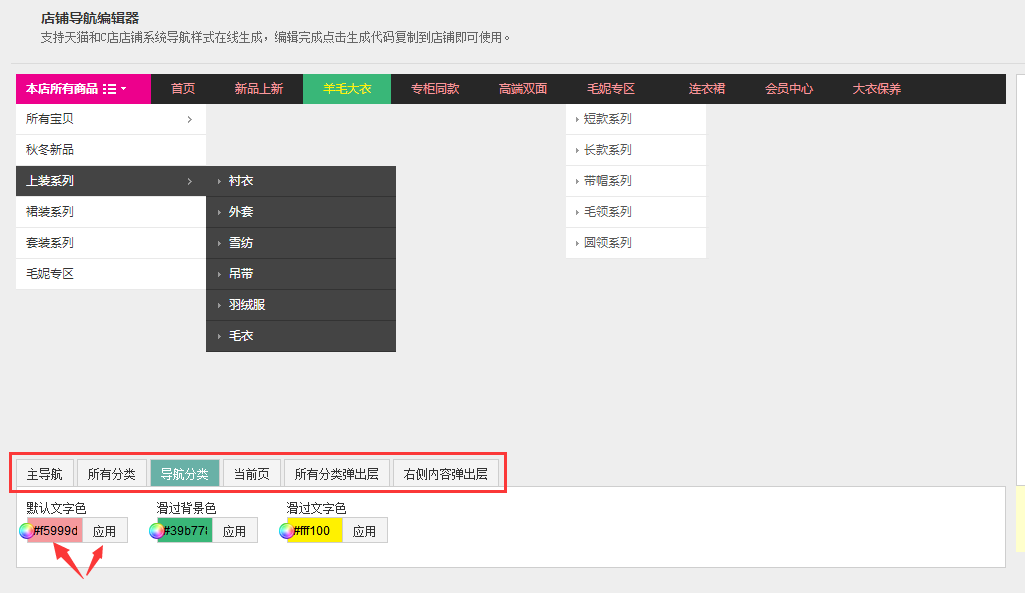 店铺导航编辑器
支持天猫和C店店铺系统导航样式在线生成，编辑完成点击生成代码复制到店铺即可使用。
本店所有商品 首页 新品上新 羊毛大衣 专柜同款 高端双面 毛妮专区 连衣裙 会员中心 大衣保养
所有宝贝
秋冬新品
上装系列
裙装系列
套装系列
毛妮专区
衬衣
外套
雪纺
吊带
羽绒服
毛衣
短款系列
长款系列
带帽系列
毛领系列
圆领系列
主导航 所有分类 导航分类 当前页 所有分类弹出层 右侧内容弹出层
默认文字色 滑过背景色 滑过文字色
#f5999d 应用 #39b778 应用 #fff100 应用